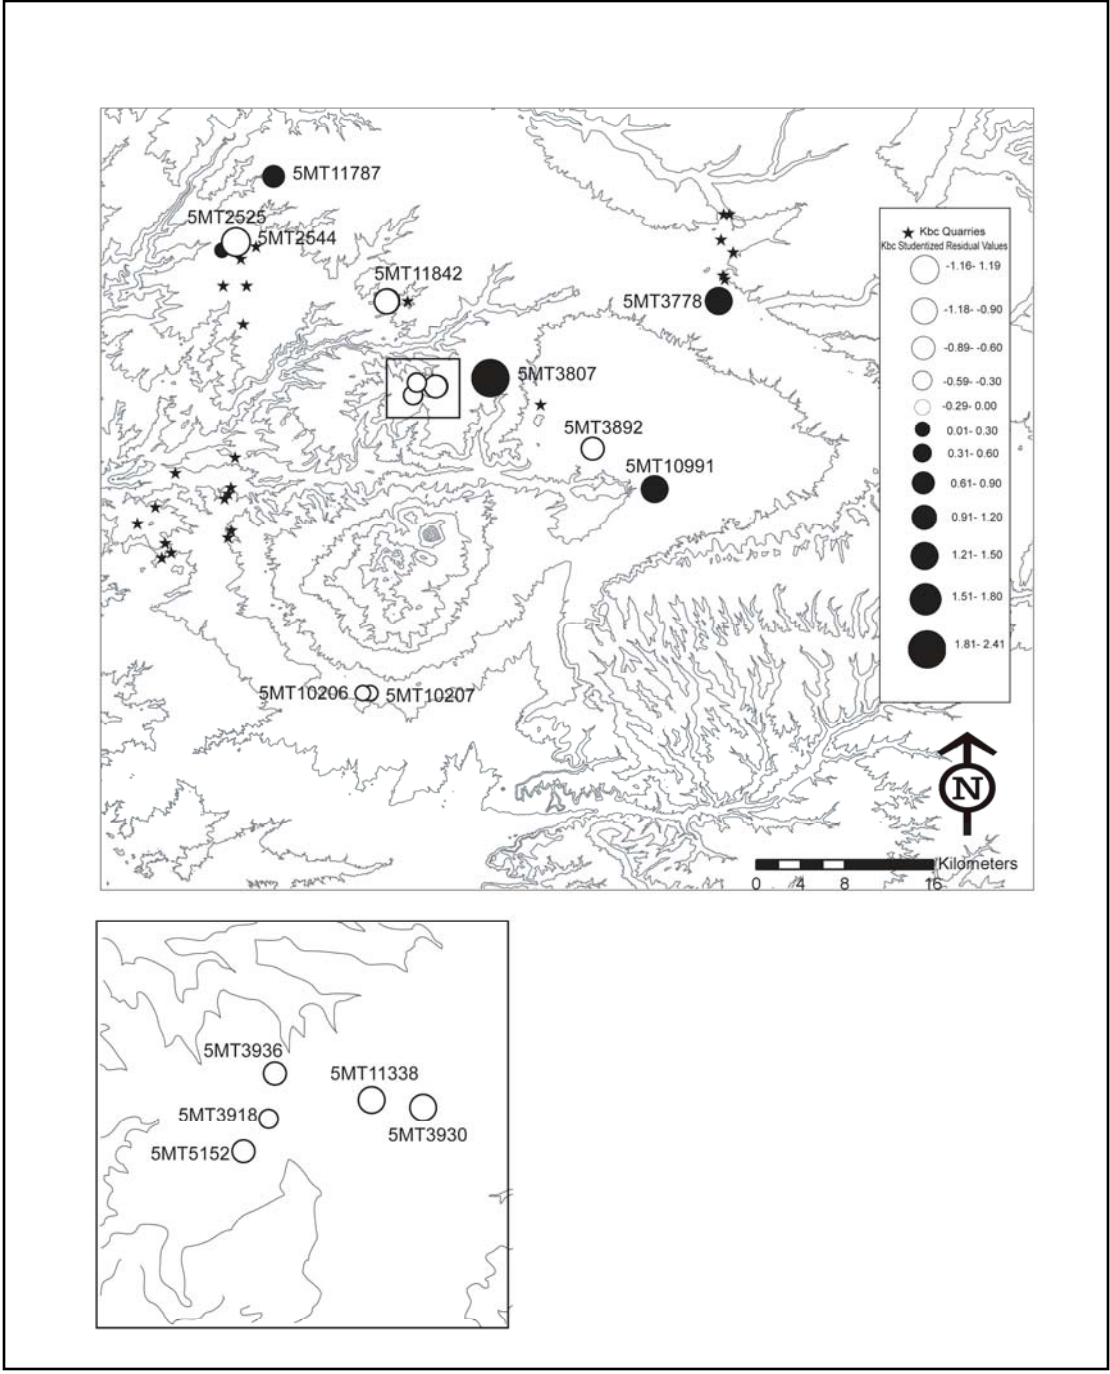 5MT11787
5MT2525
5MT2544
5MT11842
5MT3778
5MT3807
5MT3892
5MT10991
5MT10206
5MT10207
Kbc Quarries
Kbc Studentized Residual Values
-1.16- 1.19
-1.18- -0.90
-0.89- -0.60
-0.59- -0.30
-0.29- 0.00
0.01- 0.30
0.31- 0.60
0.61- 0.90
0.91- 1.20
1.21- 1.50
1.51- 1.80
1.81- 2.41
N
Kilometers
0 4 8 16
5MT3936
5MT11338
5MT3918
5MT3930
5MT5152